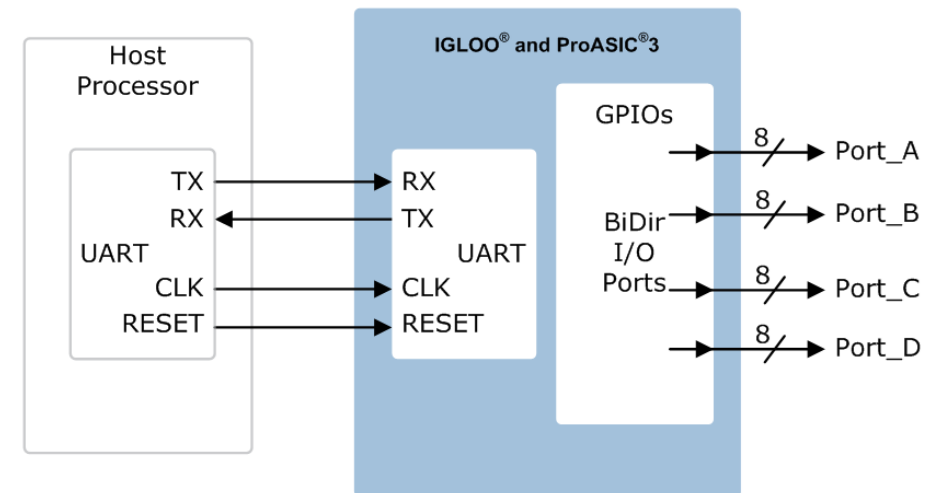 Host
Processor
TX
RX
UART
CLK
RESET
IGLOO® and ProASIC®3
RX
TX
UART
CLK
RESET
GPIOs
BiDir
I/O
Ports
8
Port_A
8
Port_B
8
Port_C
8
Port_D